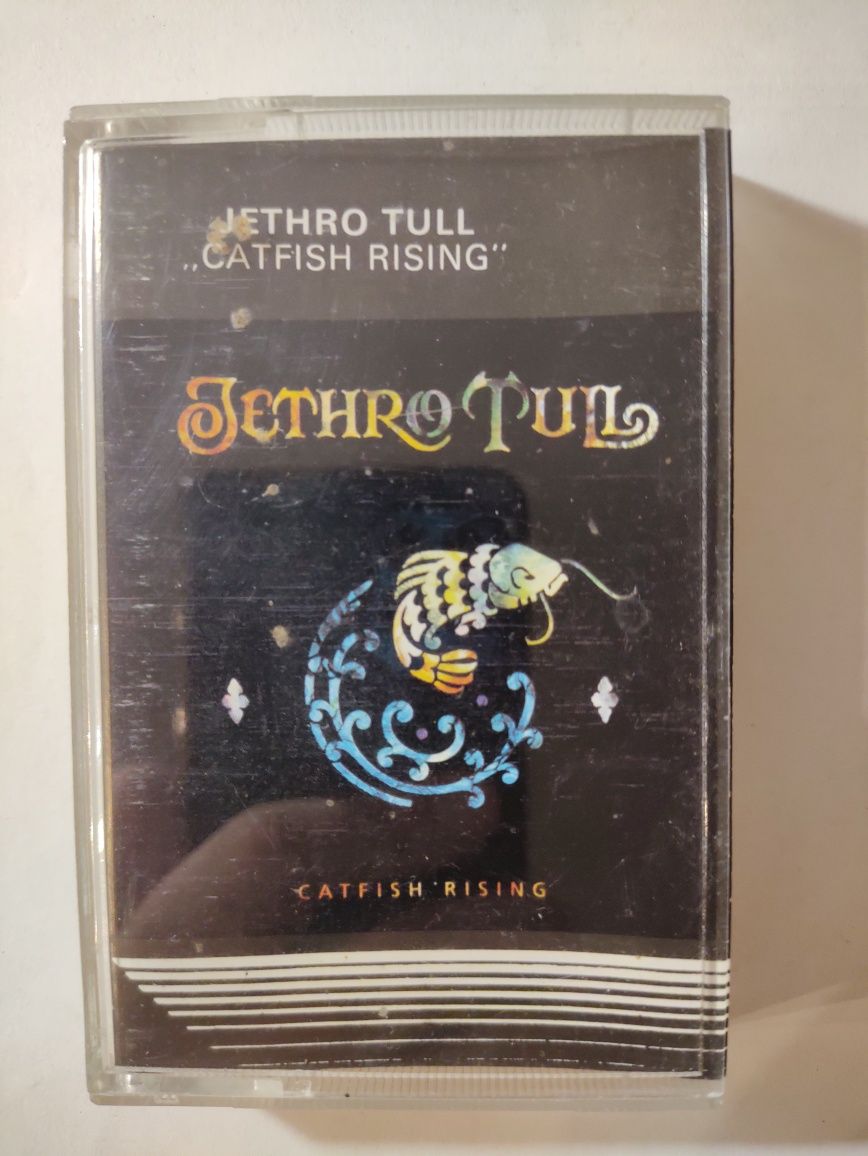 JETHRO TULL
„CATFISH RISING"
JETHRO TULL
CATFISH RISING